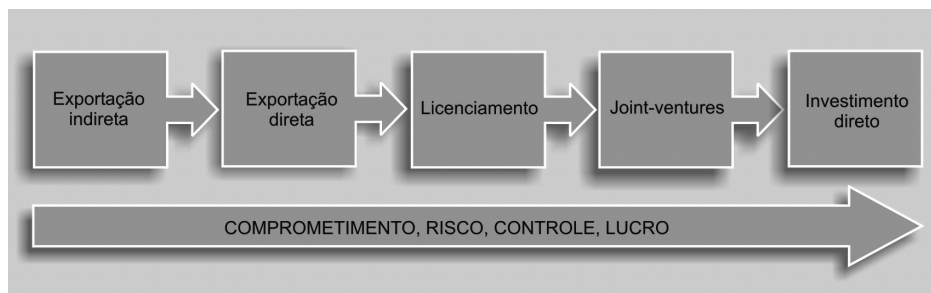 Exportação
indireta
Exportação
direta
Licenciamento
Joint-ventures
Investimento
direto
COMPROMETIMENTO, RISCO, CONTROLE, LUCRO